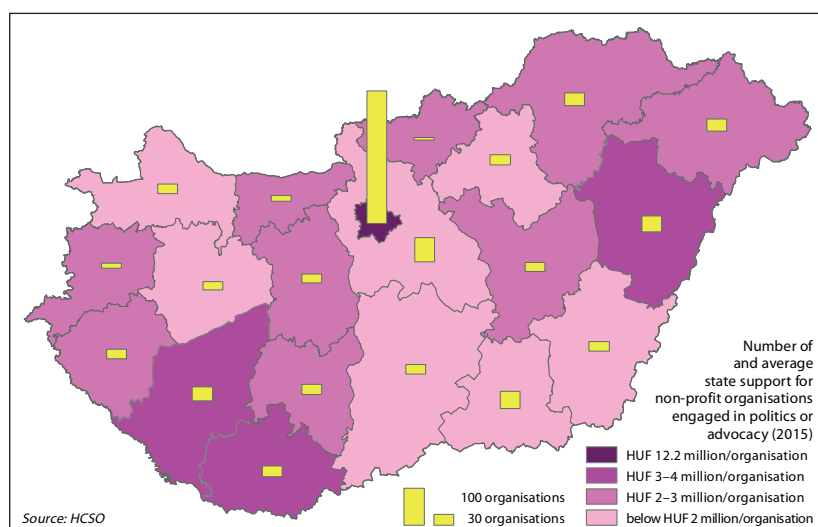 Number of
and average
state support for
non-profit organisations
engaged in politics or
advocacy (2015)
HUF 12.2 million/organisation
HUF 3–4 million/organisation
HUF 2–3 million/organisation
below HUF 2 million/organisation
100 organisations
30 organisations
Source: HCSO